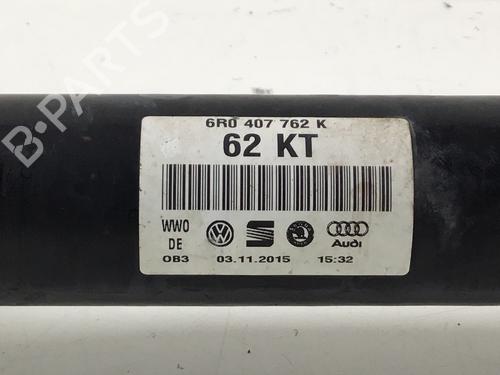 6R0 407 762 K
62 KT
WWO
DE
Audi
OB3 03.11.2015 15:32
B-PARTS